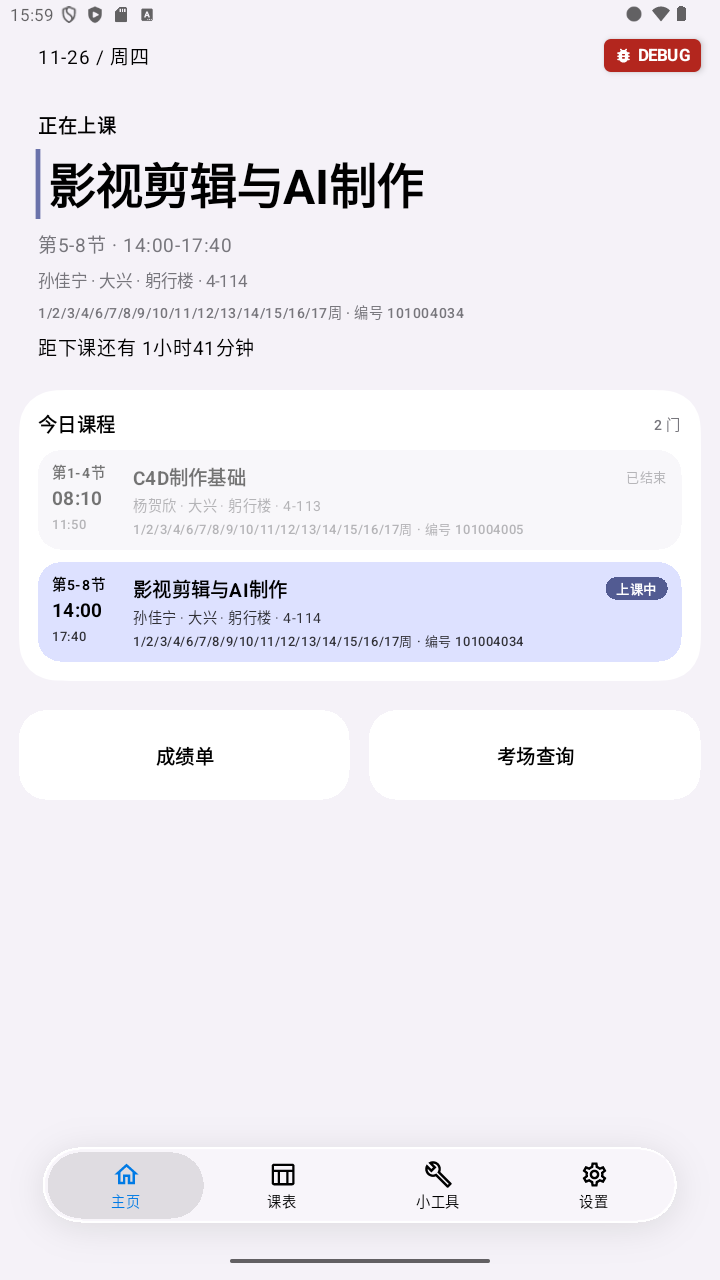 15:59
11-26 / 周四
DEBUG
正在上课
影视剪辑与AI制作
第5-8节 · 14:00-17:40
孙佳宁 · 大兴 · 躬行楼 · 4-114
1/2/3/4/6/7/8/9/10/11/12/13/14/15/16/17周 · 编号 101004034
距下课还有 1小时41分钟
今日课程
2 门
第1-4节
08:10
11:50
C4D制作基础
已结束
杨贺欣 · 大兴 · 躬行楼 · 4-113
1/2/3/4/6/7/8/9/10/11/12/13/14/15/16/17周 · 编号 101004005
第5-8节
14:00
17:40
影视剪辑与AI制作
上课中
孙佳宁 · 大兴 · 躬行楼 · 4-114
1/2/3/4/6/7/8/9/10/11/12/13/14/15/16/17周 · 编号 101004034
成绩单
考场查询
主页
课表
小工具
设置